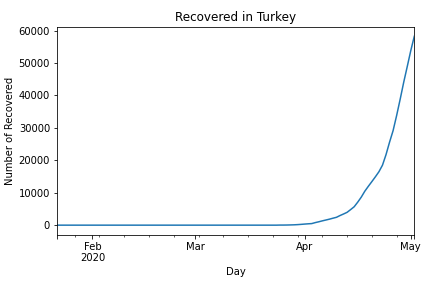 Recovered in Turkey
Number of Recovered
60000
50000
40000
30000
20000
10000
0
Feb
2020
Mar
Apr
May
Day